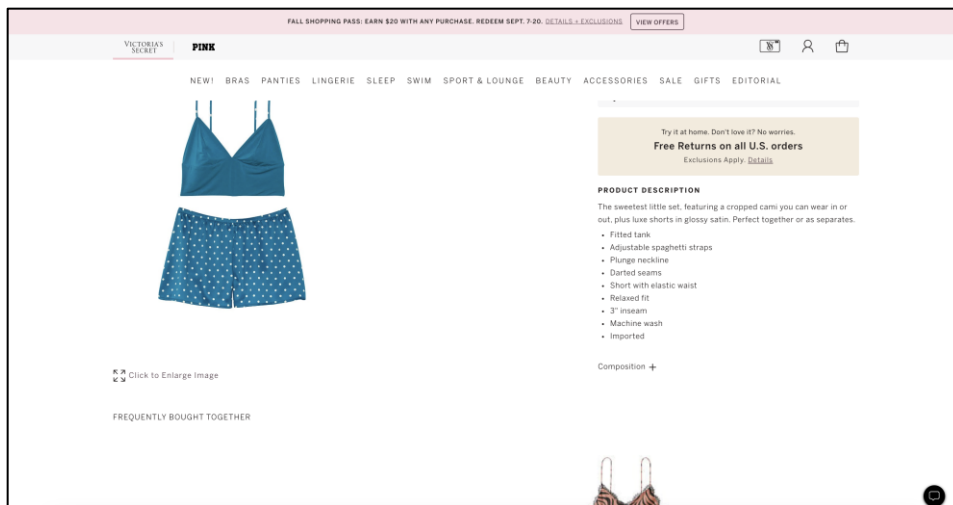 FALL SHOPPING PASS: EARN $20 WITH ANY PURCHASE. REDEEM SEPT. 7-20. DETAILS + EXCLUSIONS VIEW OFFERS
VICTORIA'S
SECRET
PINK
NEW! BRAS PANTIES LINGERIE SLEEP SWIM SPORT & LOUNGE BEAUTY ACCESSORIES SALE GIFTS EDITORIAL
Try it at home. Don't love it? No worries.
Free Returns on all U.S. orders
Exclusions Apply. Details
PRODUCT DESCRIPTION
The sweetest little set, featuring a cropped cami you can wear in or
out, plus luxe shorts in glossy satin. Perfect together or as separates.
• Fitted tank
• Adjustable spaghetti straps
• Plunge neckline
• Darted seams
• Short with elastic waist
• Relaxed fit
• 3" inseam
• Machine wash
• Imported
Composition +
Click to Enlarge Image
FREQUENTLY BOUGHT TOGETHER